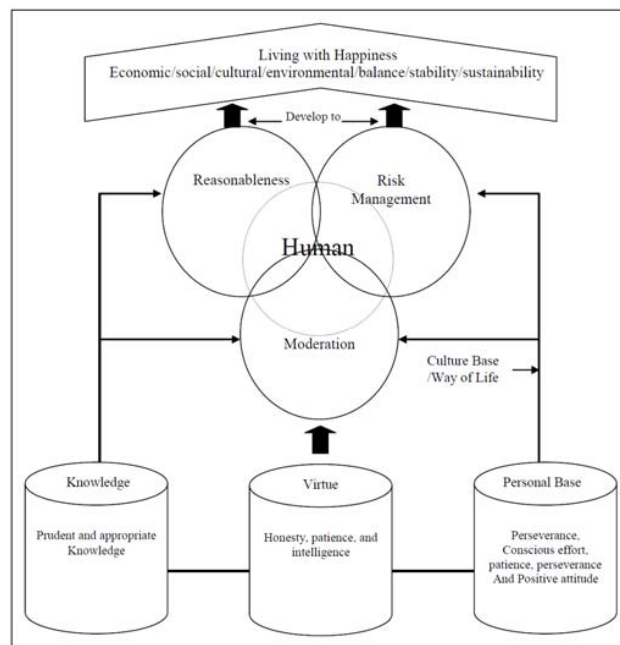 Living with Happiness
Economic/social/cultural/environmental/balance/stability/sustainability
Develop to
Reasonableness
Risk
Management
Human
Moderation
Culture Base
/Way of Life
Knowledge
Prudent and appropriate
Knowledge
Virtue
Honesty, patience, and
intelligence
Personal Base
Perseverance,
Conscious effort,
patience, perseverance
And Positive attitude